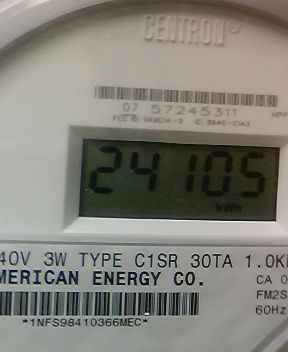 CENTRON®
07 57245311
24105
kWh
40V 3W TYPE C1SR 30TA 1.0K
MERICAN ENERGY CO.
CA 0
FM2S
60Hz
*1NFS98410366MEC*